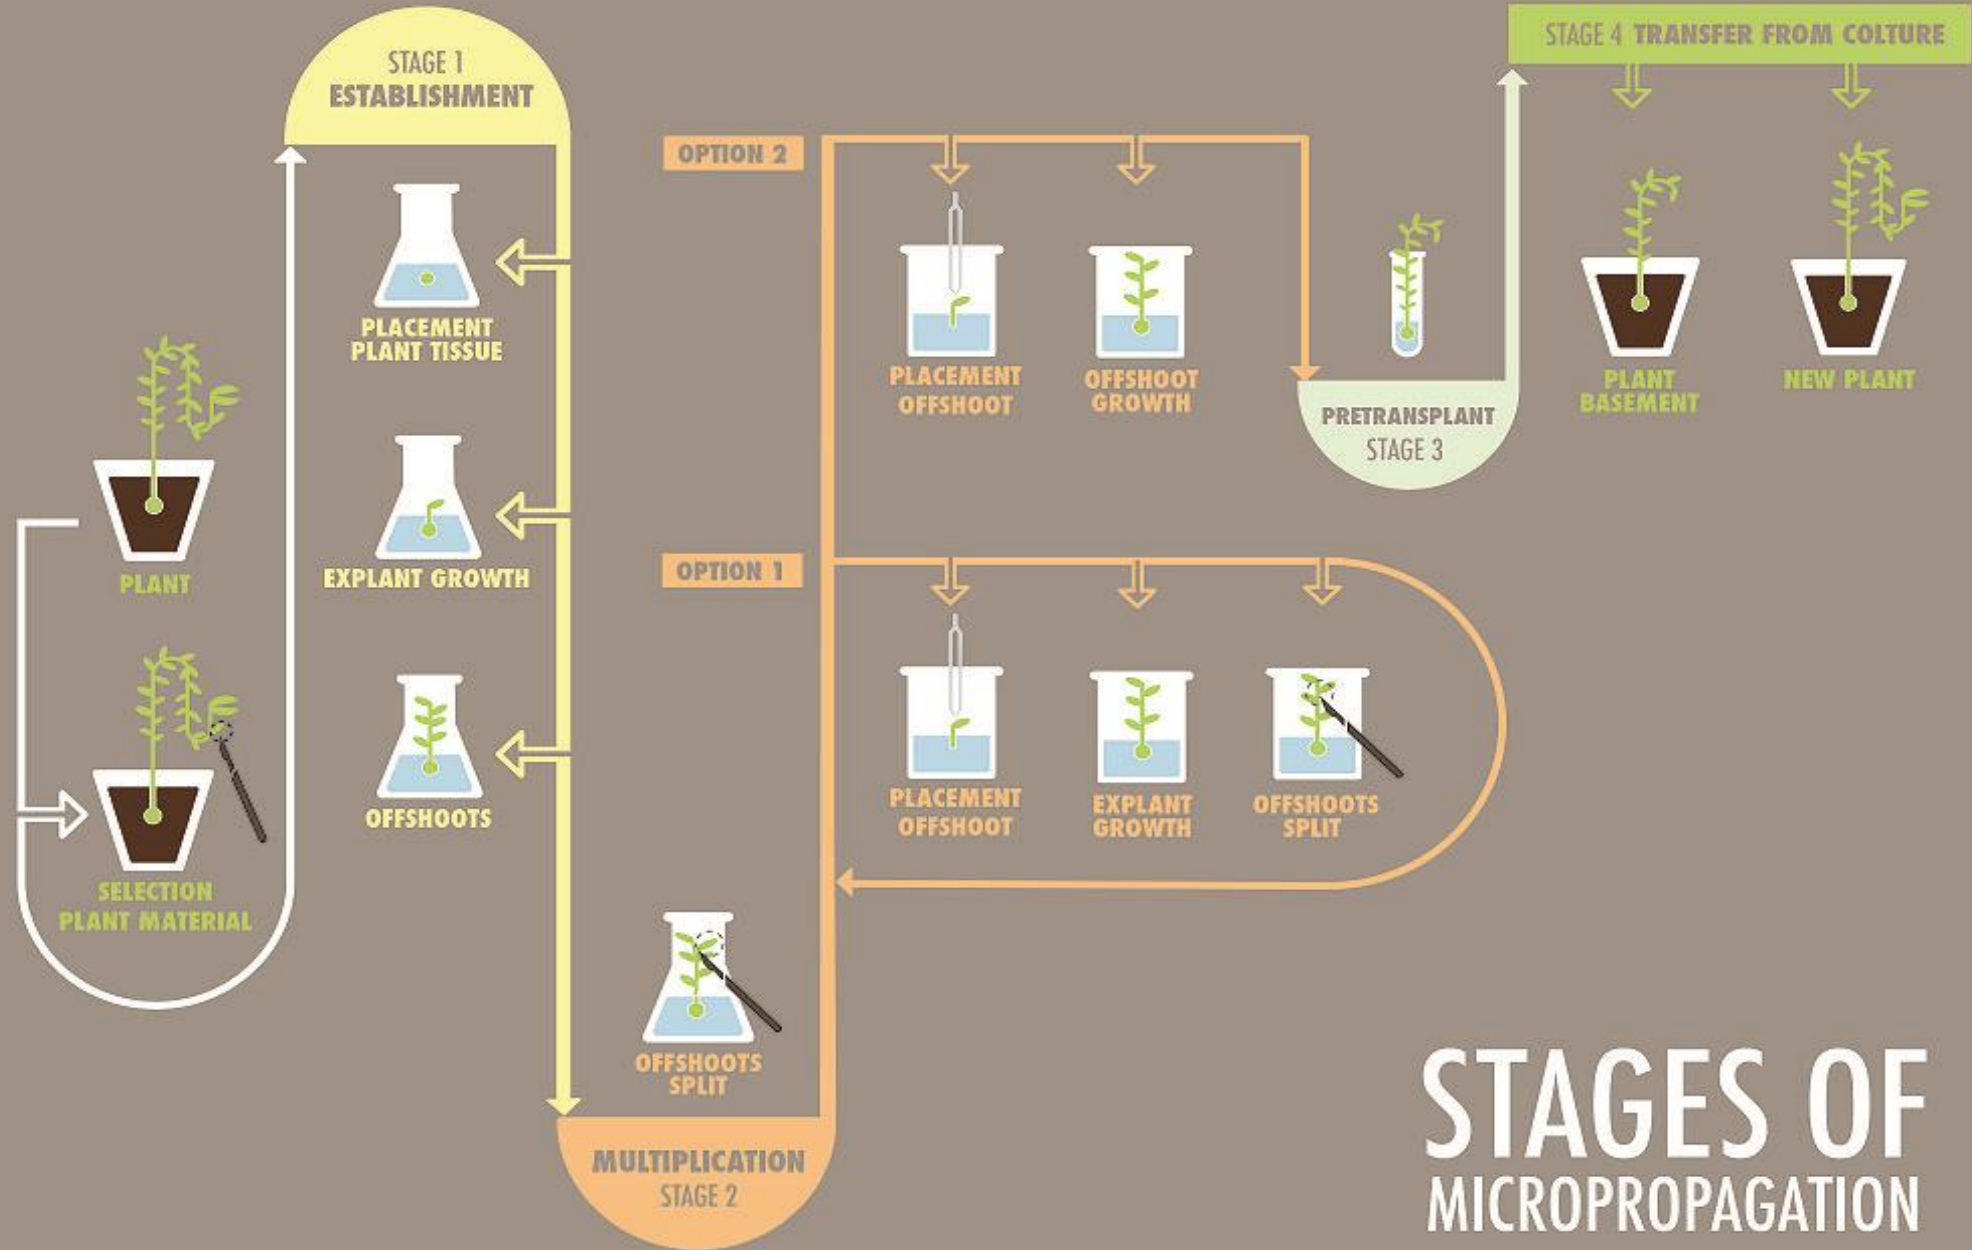 PLANT
SELECTION
PLANT MATERIAL
STAGE 1
ESTABLISHMENT
PLACEMENT
PLANT TISSUE
EXPLANT GROWTH
OFFSHOOTS
OFFSHOOTS
SPLIT
MULTIPLICATION
STAGE 2
OPTION 1
PLACEMENT
OFFSHOOT
EXPLANT
GROWTH
OFFSHOOTS
SPLIT
OPTION 2
PLACEMENT
OFFSHOOT
OFFSHOOT
GROWTH
PRETRANSPLANT
STAGE 3
STAGE 4 TRANSFER FROM COLTURE
PLANT
BASEMENT
NEW PLANT
STAGES OF
MICROPROPAGATION